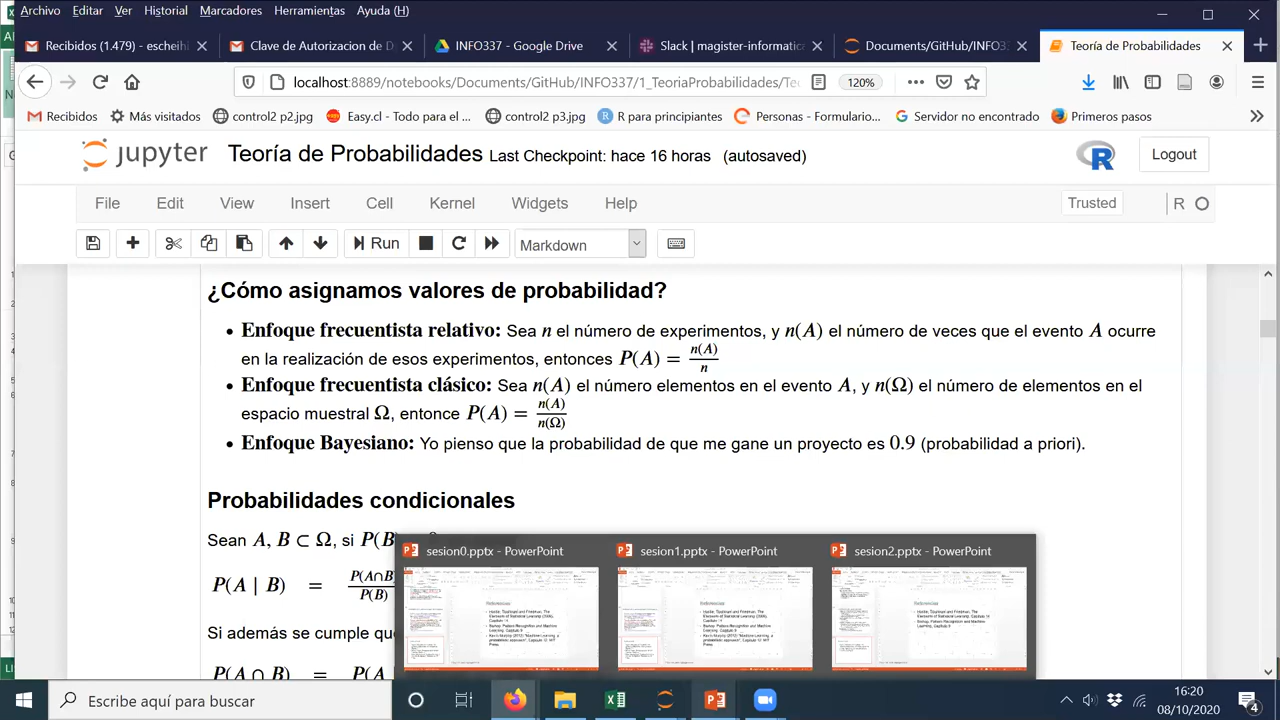 Archivo Editar Ver Historial Marcadores Herramientas Ayuda (H)
Recibidos (1.479) - escheih
Clave de Autorización D
INFO337 - Google Drive
Slack | magister-informatic
Documents/GitHub/INFO3
Teoría de Probabilidades
localhost:8889/notebooks/Documents/GitHub/INFO337/1_TeoriaProbabilidades/Te
120%
Recibidos
Más visitados
control2 p2.jpg
Easy.cl - Todo para el ...
control2 p3.jpg
R para principiantes
Personas - Formulario...
Servidor no encontrado
Primeros pasos
jupyter Teoría de Probabilidades Last Checkpoint: hace 16 horas (autosaved)
Logout
File Edit View Insert Cell Kernel Widgets Help
Trusted
R
Run
Markdown
¿Cómo asignamos valores de probabilidad?
• Enfoque frecuentista relativo: Sea n el número de experimentos, y n(A) el número de veces que el evento A ocurre
en la realización de esos experimentos, entonces P(A) = n(A)/n
• Enfoque frecuentista clásico: Sea n(A) el número elementos en el evento A, y n(Ω) el número de elementos en el
espacio muestral Ω, entonce P(A) = n(A)/n(Ω)
• Enfoque Bayesiano: Yo pienso que la probabilidad de que me gane un proyecto es 0.9 (probabilidad a priori).
Probabilidades condicionales
Sean A, B ⊂ Ω, si P(B)
P(A | B) = P(A∩B)/P(B)
Si además se cumple que
P(A ∩ B) = P(A
sesion0.pptx - PowerPoint
sesion1.pptx - PowerPoint
sesion2.pptx - PowerPoint
Escribe aquí para buscar
16:20
08/10/2020
4